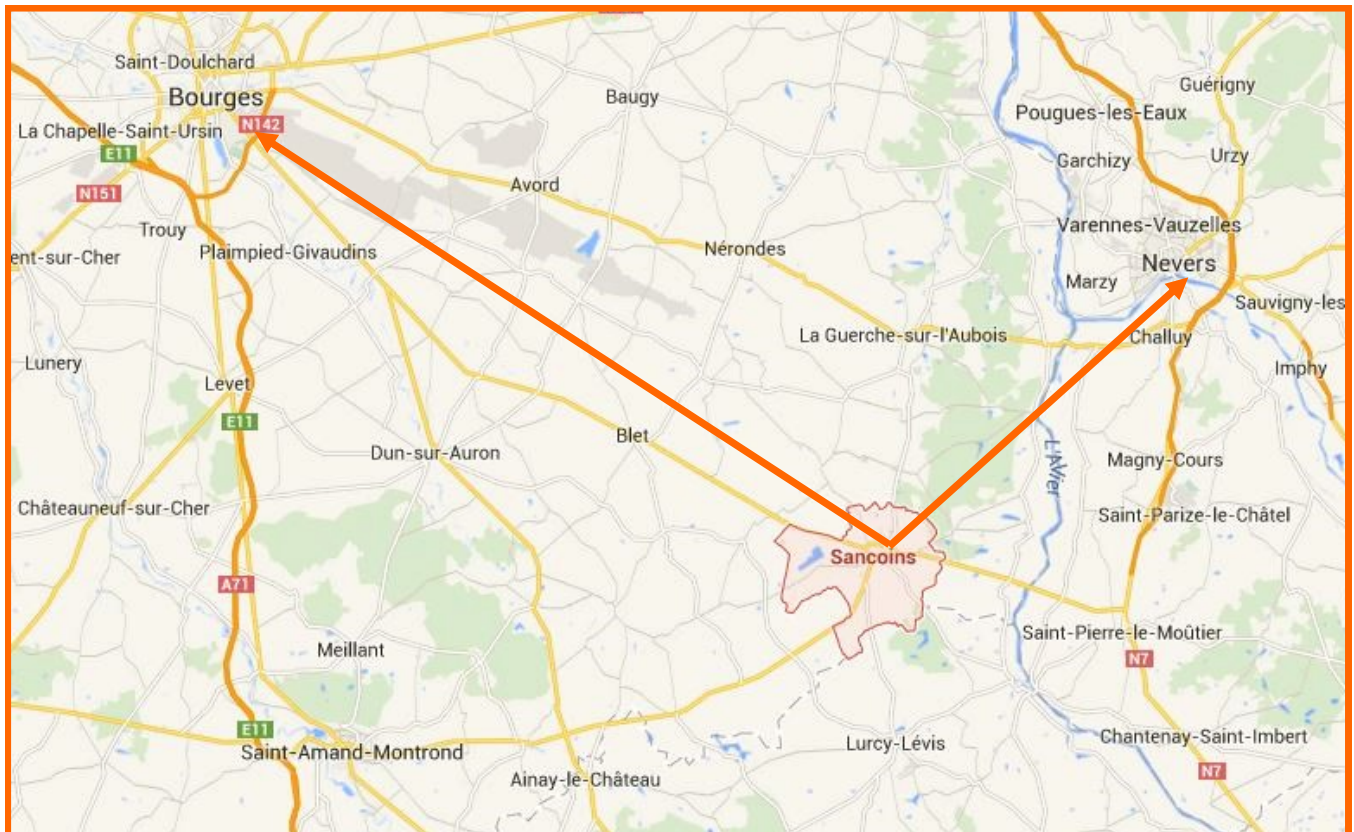 Saint-Doulchard
Bourges
Baugy
Guérigny
Pougues-les-Eaux
N142
La Chapelle-Saint-Ursin
E11
Garchizy
Urzy
N151
Avord
Trouy
Varennes-Vauzelles
Plaimpied-Givaudins
Nérondes
ent-sur-Cher
Nevers
Marzy
Sauvigny-les
La Guerche-sur-l'Aubois
Challuy
Lunery
Imphy
Levet
E11
Blet
Dun-sur-Auron
L'Allier
Magny-Cours
Châteauneuf-sur-Cher
Saint-Parize-le-Châtel
Sancoins
A71
Saint-Pierre-le-Moûtier
Meillant
N7
E11
Saint-Amand-Montrond
Lurcy-Lévis
Chantenay-Saint-Imbert
Ainay-le-Château
N7